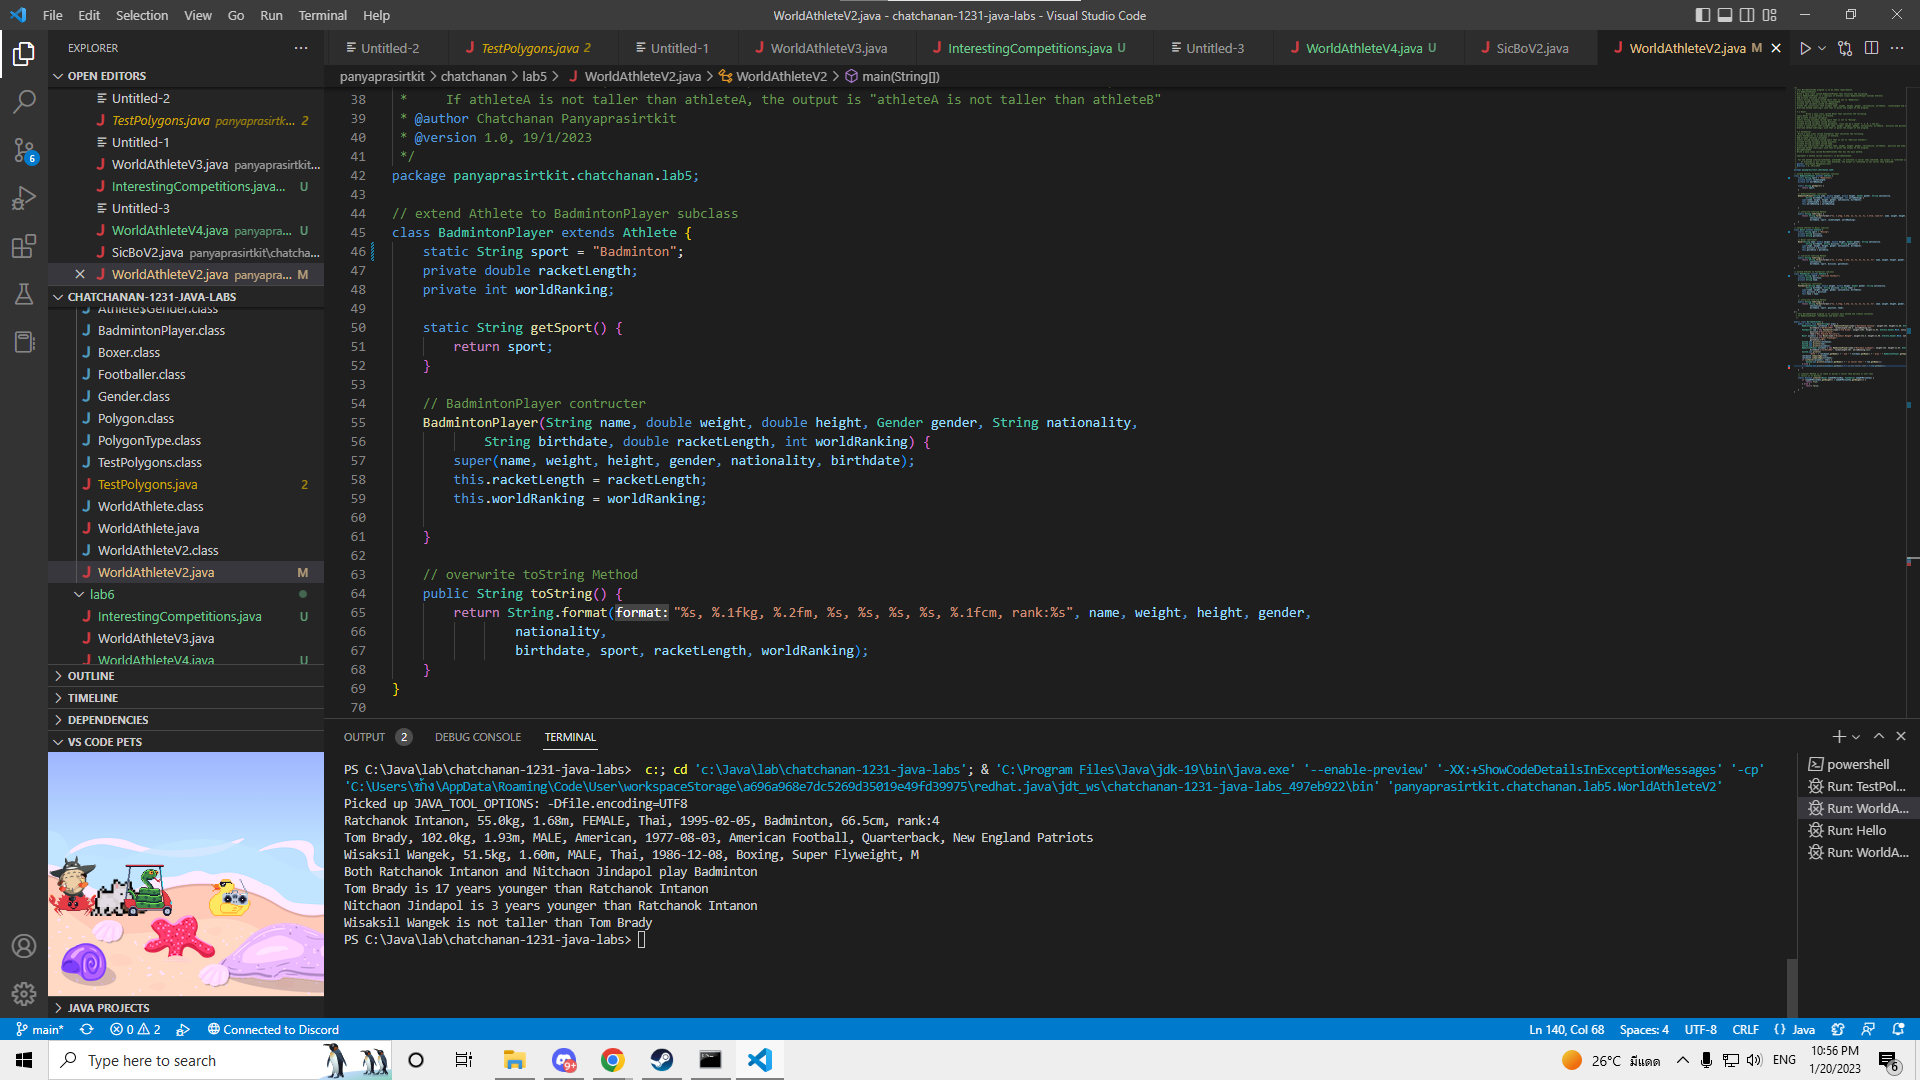 File Edit Selection View Go Run Terminal Help
WorldAthleteV2.java - chatchanan-1231-java-labs - Visual Studio Code
EXPLORER
OPEN EDITORS
Untitled-2
TestPolygons.java panyaprasirtk... 2
Untitled-1
WorldAthleteV3.java panyaprasirtkit...
InterestingCompetitions.java... U
Untitled-3
WorldAthleteV4.java panyapras... U
SicBoV2.java panyaprasirtkit\chatcha...
WorldAthleteV2.java panyapra... M
CHATCHANAN-1231-JAVA-LABS
Athlete$Gender.class
BadmintonPlayer.class
Boxer.class
Footballer.class
Gender.class
Polygon.class
PolygonType.class
TestPolygons.class
TestPolygons.java 2
WorldAthlete.class
WorldAthlete.java
WorldAthleteV2.class
WorldAthleteV2.java M
lab6
InterestingCompetitions.java U
WorldAthleteV3.java
WorldAthleteV4.java U
OUTLINE
TIMELINE
DEPENDENCIES
VS CODE PETS
JAVA PROJECTS
Untitled-2 TestPolygons.java 2 Untitled-1 WorldAthleteV3.java InterestingCompetitions.java U Untitled-3 WorldAthleteV4.java U SicBoV2.java WorldAthleteV2.java M
panyaprasirtkit > chatchanan > lab5 > WorldAthleteV2.java > WorldAthleteV2 > main(String[])
38 * If athleteA is not taller than athleteA, the output is "athleteA is not taller than athleteB"
39 * @author Chatchanan Panyaprasirtkit
40 * @version 1.0, 19/1/2023
41 */
42 package panyaprasirtkit.chatchanan.lab5;
43
44 // extend Athlete to BadmintonPlayer subclass
45 class BadmintonPlayer extends Athlete {
46 static String sport = "Badminton";
47 private double racketLength;
48 private int worldRanking;
49
50 static String getSport() {
51 return sport;
52 }
53
54 // BadmintonPlayer contructer
55 BadmintonPlayer(String name, double weight, double height, Gender gender, String nationality,
56 String birthdate, double racketLength, int worldRanking) {
57 super(name, weight, height, gender, nationality, birthdate);
58 this.racketLength = racketLength;
59 this.worldRanking = worldRanking;
60
61 }
62
63 // overwrite toString Method
64 public String toString() {
65 return String.format(format: "%s, %.1fkg, %.2fm, %s, %s, %s, %s, %.1fcm, rank:%s", name, weight, height, gender,
66 nationality,
67 birthdate, sport, racketLength, worldRanking);
68 }
69 }
70
OUTPUT 2 DEBUG CONSOLE TERMINAL
PS C:\Java\lab\chatchanan-1231-java-labs> c:; cd 'c:\Java\lab\chatchanan-1231-java-labs'; & 'C:\Program Files\Java\jdk-19\bin\java.exe' '--enable-preview' '-XX:+ShowCodeDetailsInExceptionMessages' '-cp'
'C:\Users\ช้าง\AppData\Roaming\Code\User\workspaceStorage\a696a968e7dc5269d35019e49fd39975\redhat.java\jdt_ws\chatchanan-1231-java-labs_497eb922\bin' 'panyaprasirtkit.chatchanan.lab5.WorldAthleteV2'
Picked up JAVA_TOOL_OPTIONS: -Dfile.encoding=UTF8
Ratchanok Intanon, 55.0kg, 1.68m, FEMALE, Thai, 1995-02-05, Badminton, 66.5cm, rank:4
Tom Brady, 102.0kg, 1.93m, MALE, American, 1977-08-03, American Football, Quarterback, New England Patriots
Wisaksil Wangek, 51.5kg, 1.60m, MALE, Thai, 1986-12-08, Boxing, Super Flyweight, M
Both Ratchanok Intanon and Nitchaon Jindapol play Badminton
Tom Brady is 17 years younger than Ratchanok Intanon
Nitchaon Jindapol is 3 years younger than Ratchanok Intanon
Wisaksil Wangek is not taller than Tom Brady
PS C:\Java\lab\chatchanan-1231-java-labs>
powershell
Run: TestPol...
Run: WorldA...
Run: Hello
Run: WorldA...
main* 0 2 Connected to Discord
Ln 140, Col 68 Spaces: 4 UTF-8 CRLF {} Java
Type here to search
26°C มีแดด ENG
10:56 PM
1/20/2023
6